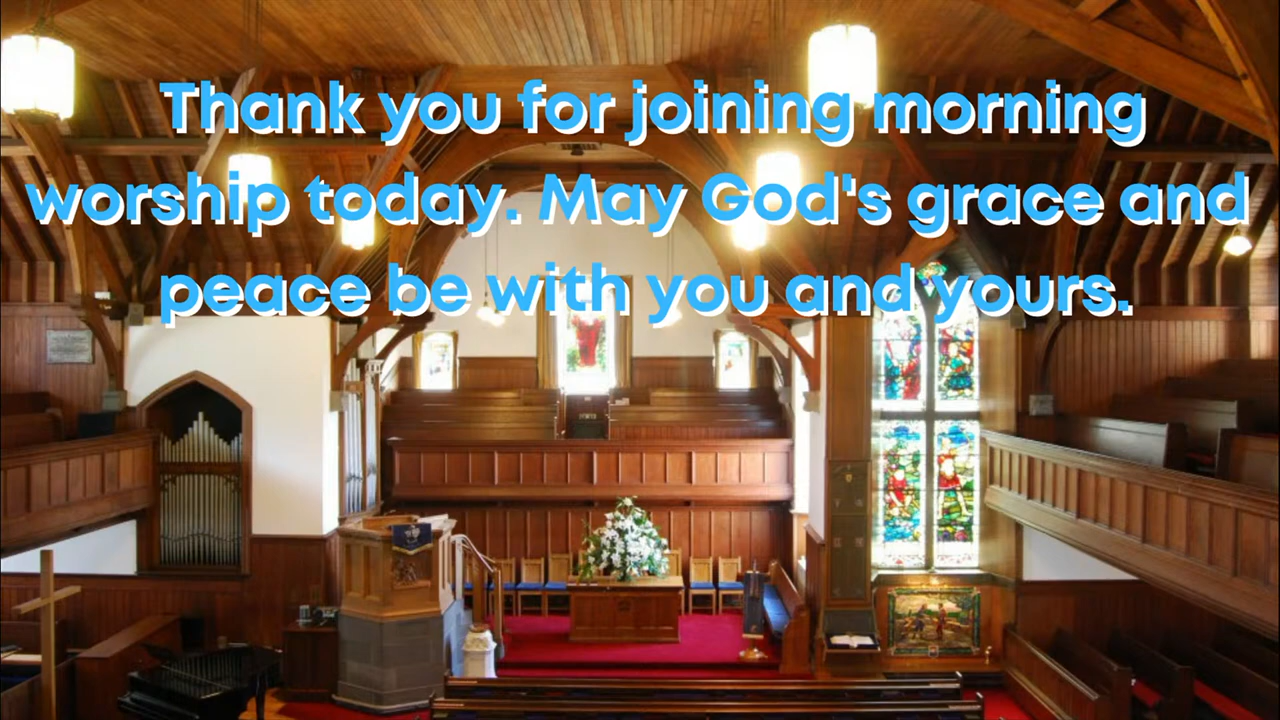 Thank you for joining morning
worship today. May God's grace and
peace be with you and yours.